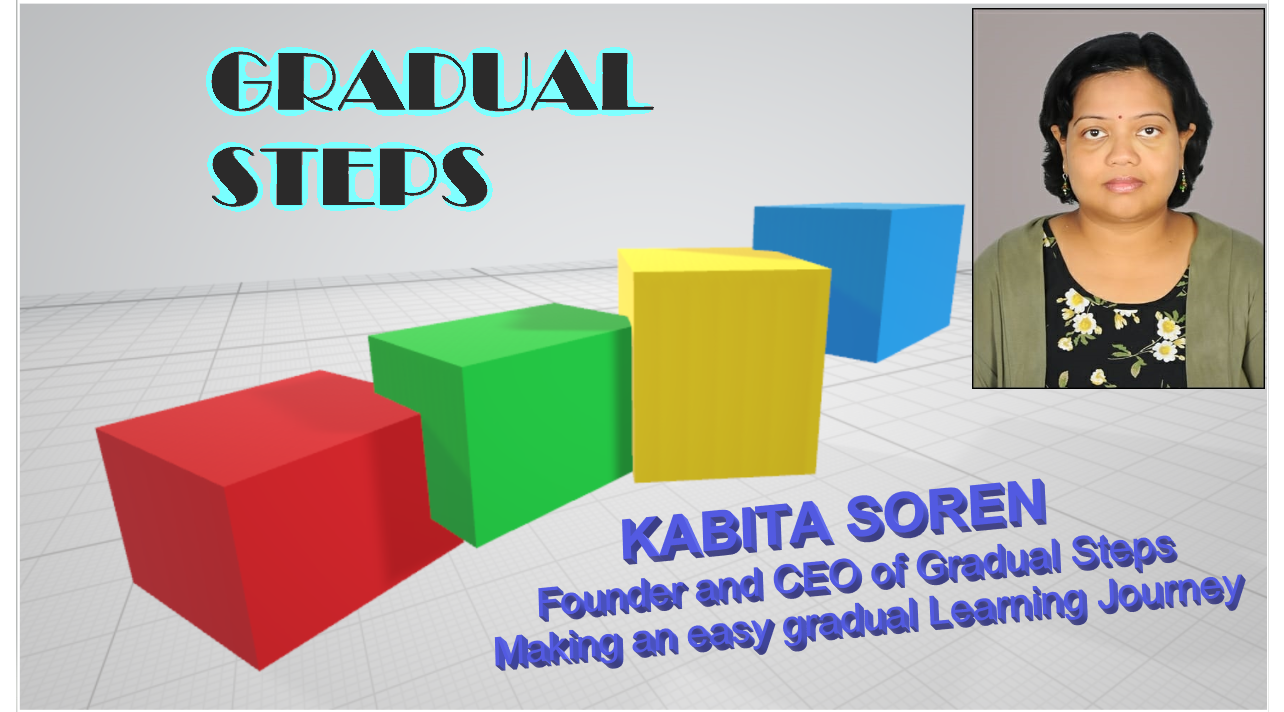 GRADUAL
STEPS
KABITA SOREN
Founder and CEO of Gradual Steps
Making an easy gradual Learning Journey